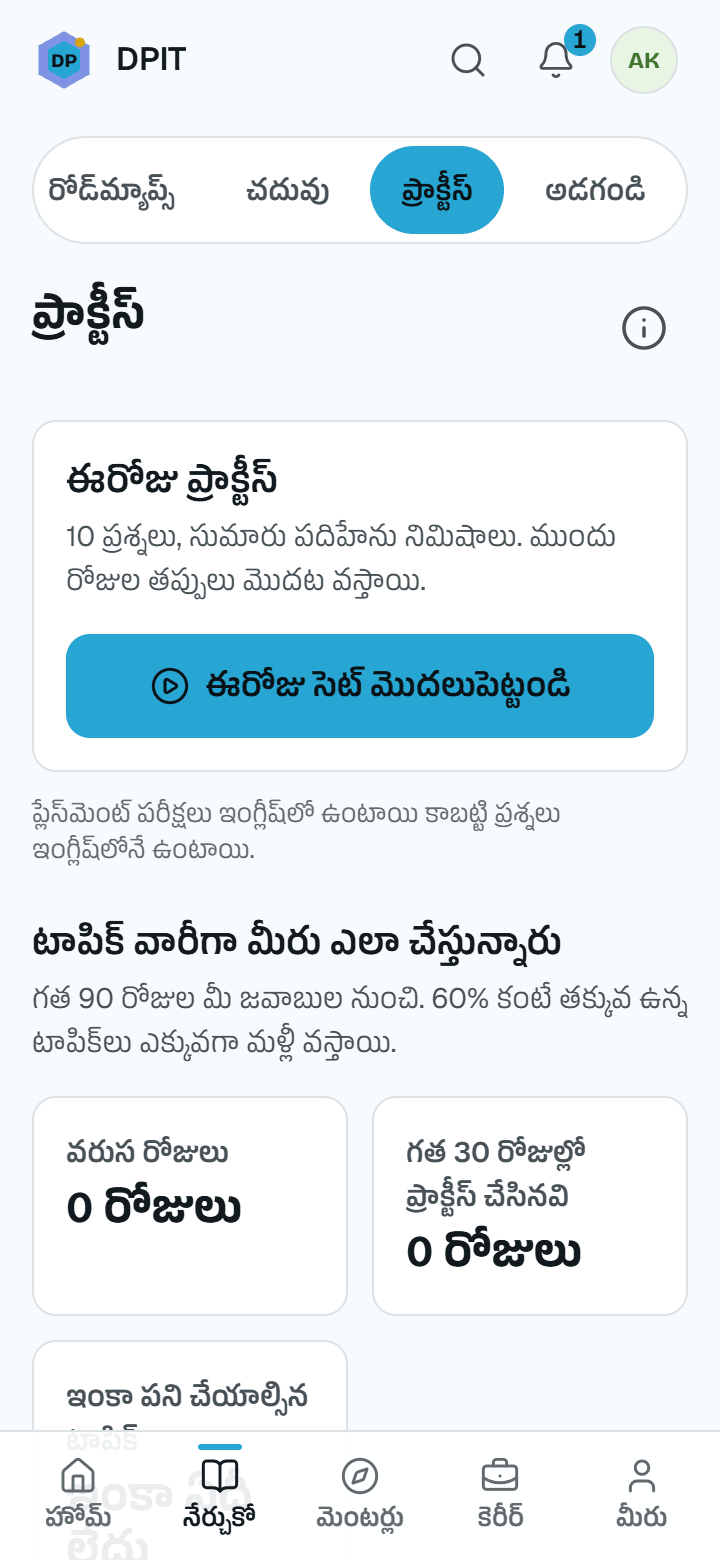 DP
DPIT
1
AK
రోడ్‌మ్యాప్స్
చదువు
ప్రాక్టీస్
అడగండి
ప్రాక్టీస్
ఈరోజు ప్రాక్టీస్
10 ప్రశ్నలు, సుమారు పదిహేను నిమిషాలు. ముందు
రోజుల తప్పులు మొదట వస్తాయి.
ఈరోజు సెట్ మొదలుపెట్టండి
ప్లేస్‌మెంట్ పరీక్షలు ఇంగ్లీష్‌లో ఉంటాయి కాబట్టి ప్రశ్నలు
ఇంగ్లీష్‌లోనే ఉంటాయి.
టాపిక్ వారీగా మీరు ఎలా చేస్తున్నారు
గత 90 రోజుల మీ జవాబుల నుంచి. 60% కంటే తక్కువ ఉన్న
టాపిక్‌లు ఎక్కువగా మళ్లీ వస్తాయి.
వరుస రోజులు
0 రోజులు
గత 30 రోజుల్లో
ప్రాక్టీస్ చేసినవి
0 రోజులు
ఇంకా పని చేయాల్సిన
టాపిక్
ఇంకా ఏదీ
లేదు
హోమ్
నేర్చుకో
మెంటర్లు
కెరీర్
మీరు